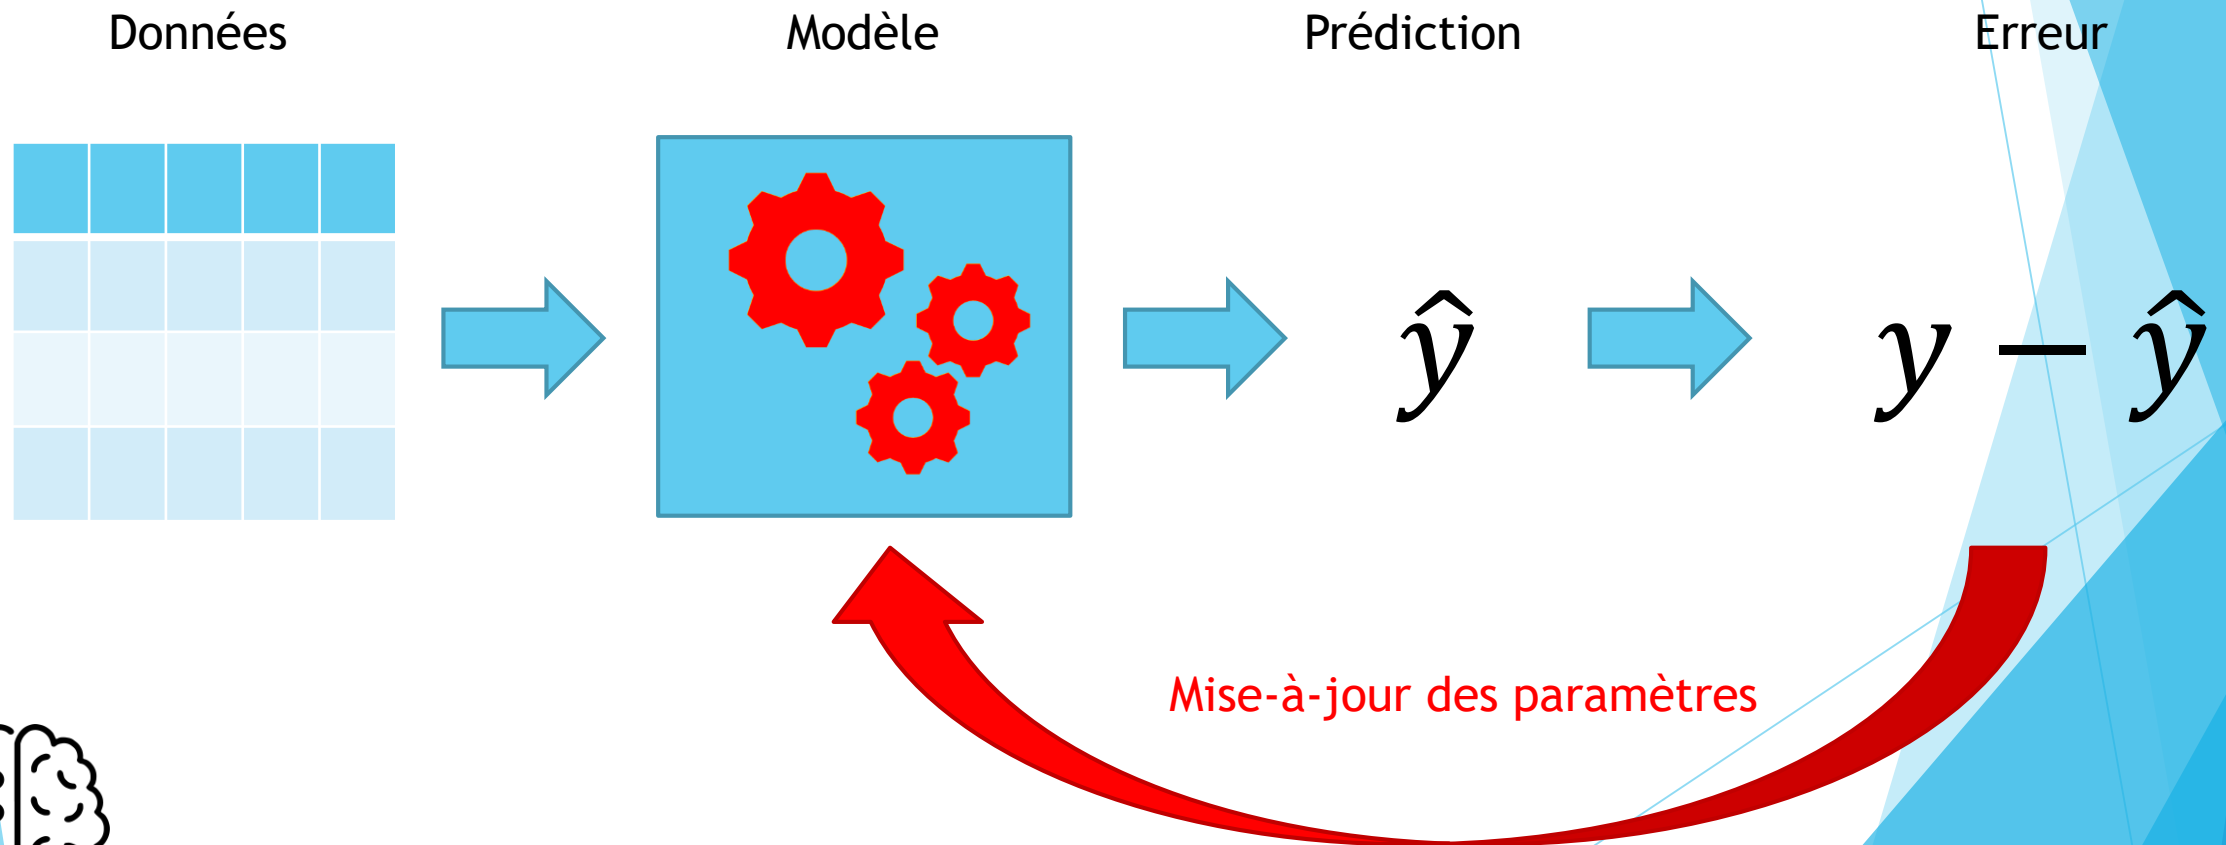 Données
Modèle
Prédiction
Erreur
ŷ
y − ŷ
Mise-à-jour des paramètres